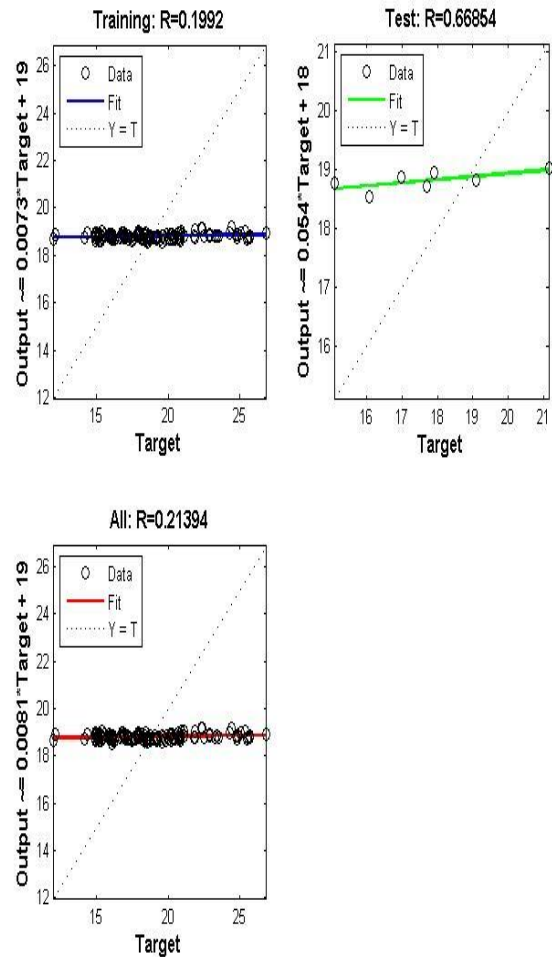 Training: R=0.1992
Output ~= 0.0073*Target + 19
Data
Fit
Y = T
26
24
22
20
18
16
14
12
15
20
25
Target
Test: R=0.66854
Output ~= 0.054*Target + 18
Data
Fit
Y = T
21
20
19
18
17
16
16
17
18
19
20
21
Target
All: R=0.21394
Output ~= 0.0081*Target + 19
Data
Fit
Y = T
26
24
22
20
18
16
14
12
15
20
25
Target